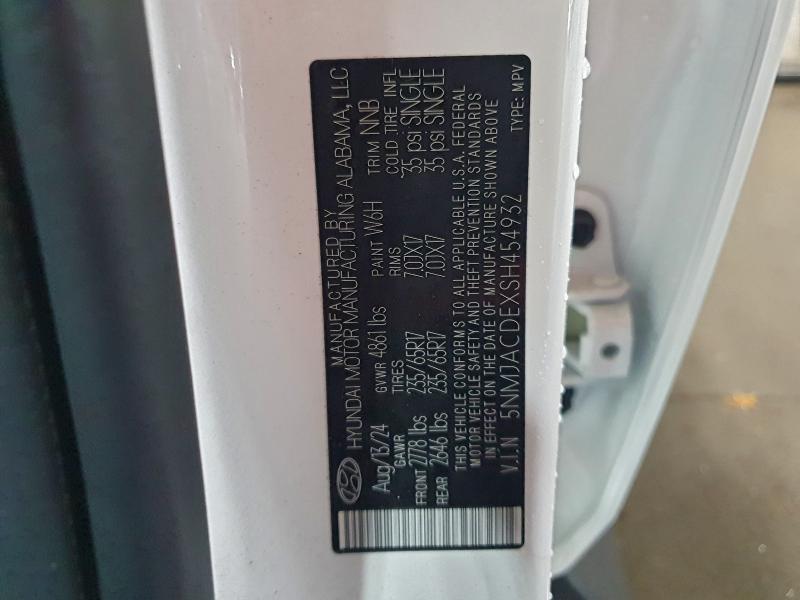 MANUFACTURED BY
HYUNDAI MOTOR MANUFACTURING ALABAMA, LLC
Aug/13/24 GVWR 4861 lbs PAINT W6H TRIM NNB
GAWR TIRES RIMS COLD TIRE INFL
FRONT 2778 lbs 235/65R17 7.0JX17 35 psi SINGLE
REAR 2646 lbs 235/65R17 7.0JX17 35 psi SINGLE
THIS VEHICLE CONFORMS TO ALL APPLICABLE U.S.A. FEDERAL
MOTOR VEHICLE SAFETY AND THEFT PREVENTION STANDARDS
IN EFFECT ON THE DATE OF MANUFACTURE SHOWN ABOVE
V.I.N 5NMJACDEXSH454932 TYPE: MPV